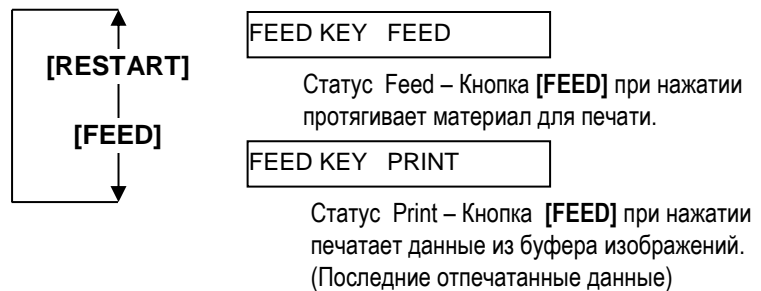 FEED KEY FEED
[RESTART]
Статус Feed – Кнопка [FEED] при нажатии
протягивает материал для печати.
[FEED]
FEED KEY PRINT
Статус Print – Кнопка [FEED] при нажатии
печатает данные из буфера изображений.
(Последние отпечатанные данные)